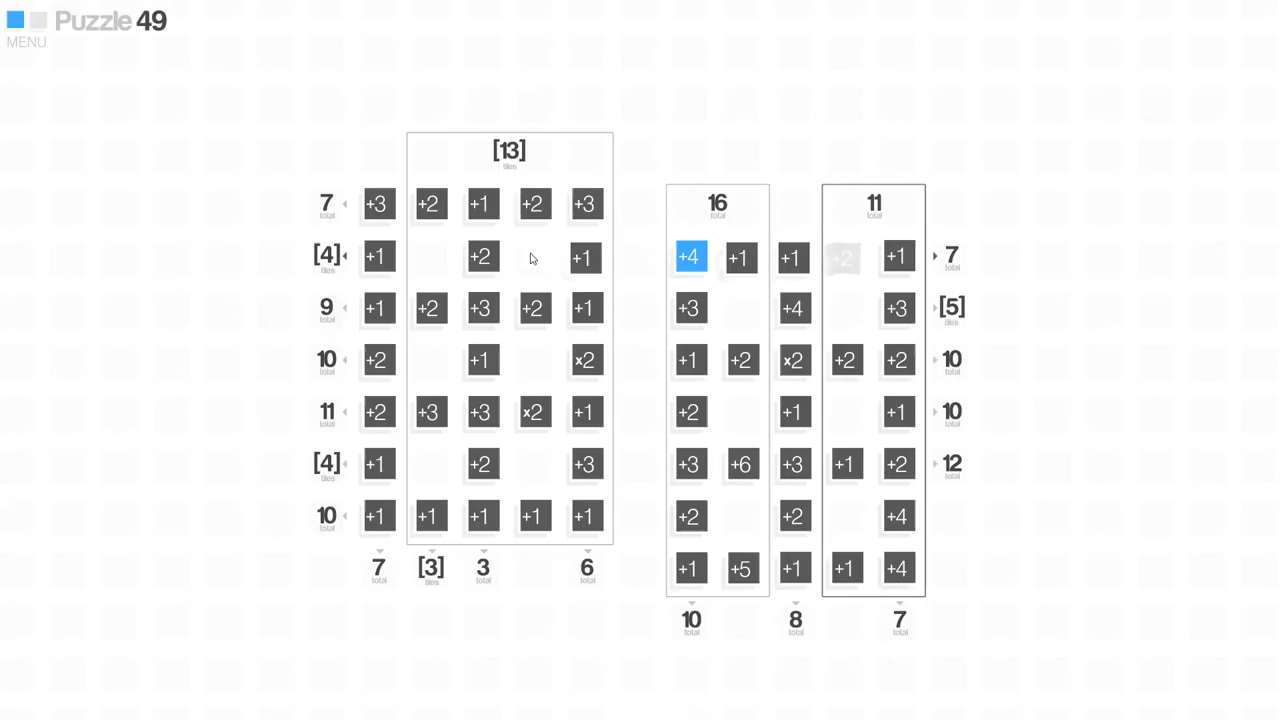 Puzzle 49
MENU
[13]
tiles
7 total +3 +2 +1 +2 +3
16 total 11 total
[4] tiles +1 +2 +1 +4 +1 +1 +2 +1 7 total
9 total +1 +2 +3 +2 +1 +3 +4 +3 [5] tiles
10 total +2 +1 x2 +1 +2 x2 +2 +2 10 total
11 total +2 +3 +3 x2 +1 +2 +1 +1 10 total
[4] tiles +1 +2 +3 +3 +6 +3 +1 +2 12 total
10 total +1 +1 +1 +1 +1 +2 +2 +4
7 total [3] tiles 3 total 6 total +1 +5 +1 +1 +4
10 total 8 total 7 total